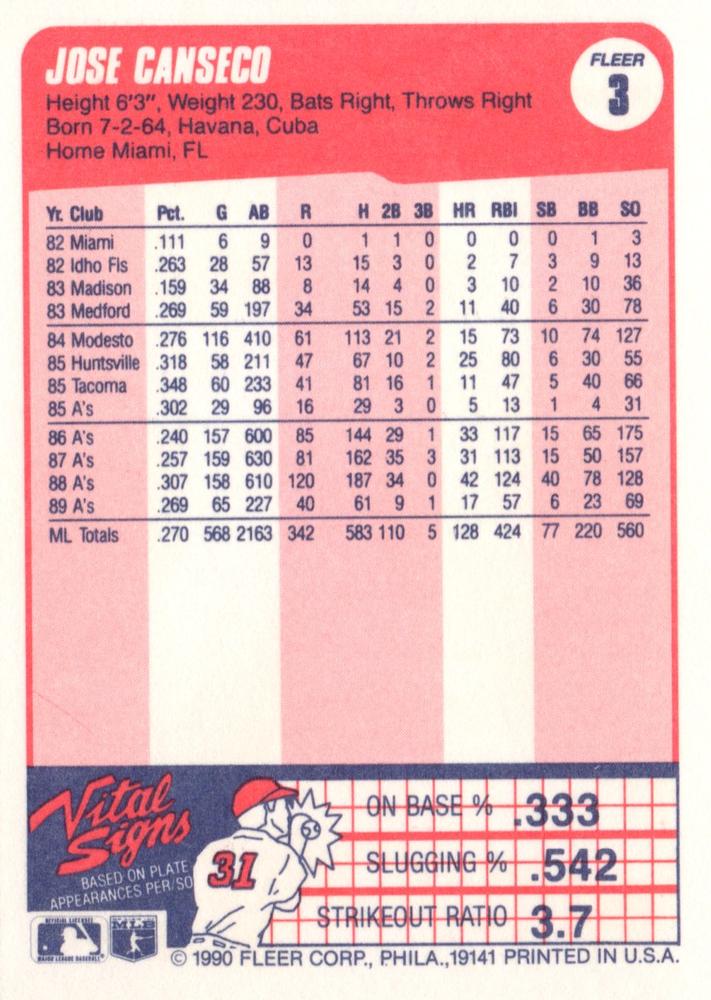 JOSE CANSECO
FLEER
3
Height 6'3", Weight 230, Bats Right, Throws Right
Born 7-2-64, Havana, Cuba
Home Miami, FL
Yr. Club Pct. G AB R H 2B 3B HR RBI SB BB SO
82 Miami .111 6 9 0 1 1 0 0 0 0 1 3
82 Idho Fls .263 28 57 13 15 3 0 2 7 3 9 13
83 Madison .159 34 88 8 14 4 0 3 10 2 10 36
83 Medford .269 59 197 34 53 15 2 11 40 6 30 78
84 Modesto .276 116 410 61 113 21 2 15 73 10 74 127
85 Huntsville .318 58 211 47 67 10 2 25 80 6 30 55
85 Tacoma .348 60 233 41 81 16 1 11 47 5 40 66
85 A's .302 29 96 16 29 3 0 5 13 1 4 31
86 A's .240 157 600 85 144 29 1 33 117 15 65 175
87 A's .257 159 630 81 162 35 3 31 113 15 50 157
88 A's .307 158 610 120 187 34 0 42 124 40 78 128
89 A's .269 65 227 40 61 9 1 17 57 6 23 69
ML Totals .270 568 2163 342 583 110 5 128 424 77 220 560
Vital
Signs
BASED ON PLATE
APPEARANCES PER/SO
31
ON BASE % .333
SLUGGING % .542
STRIKEOUT RATIO 3.7
OFFICIAL LICENSEE
MAJOR LEAGUE BASEBALL
MLB
© 1990 FLEER CORP., PHILA.,19141 PRINTED IN U.S.A.